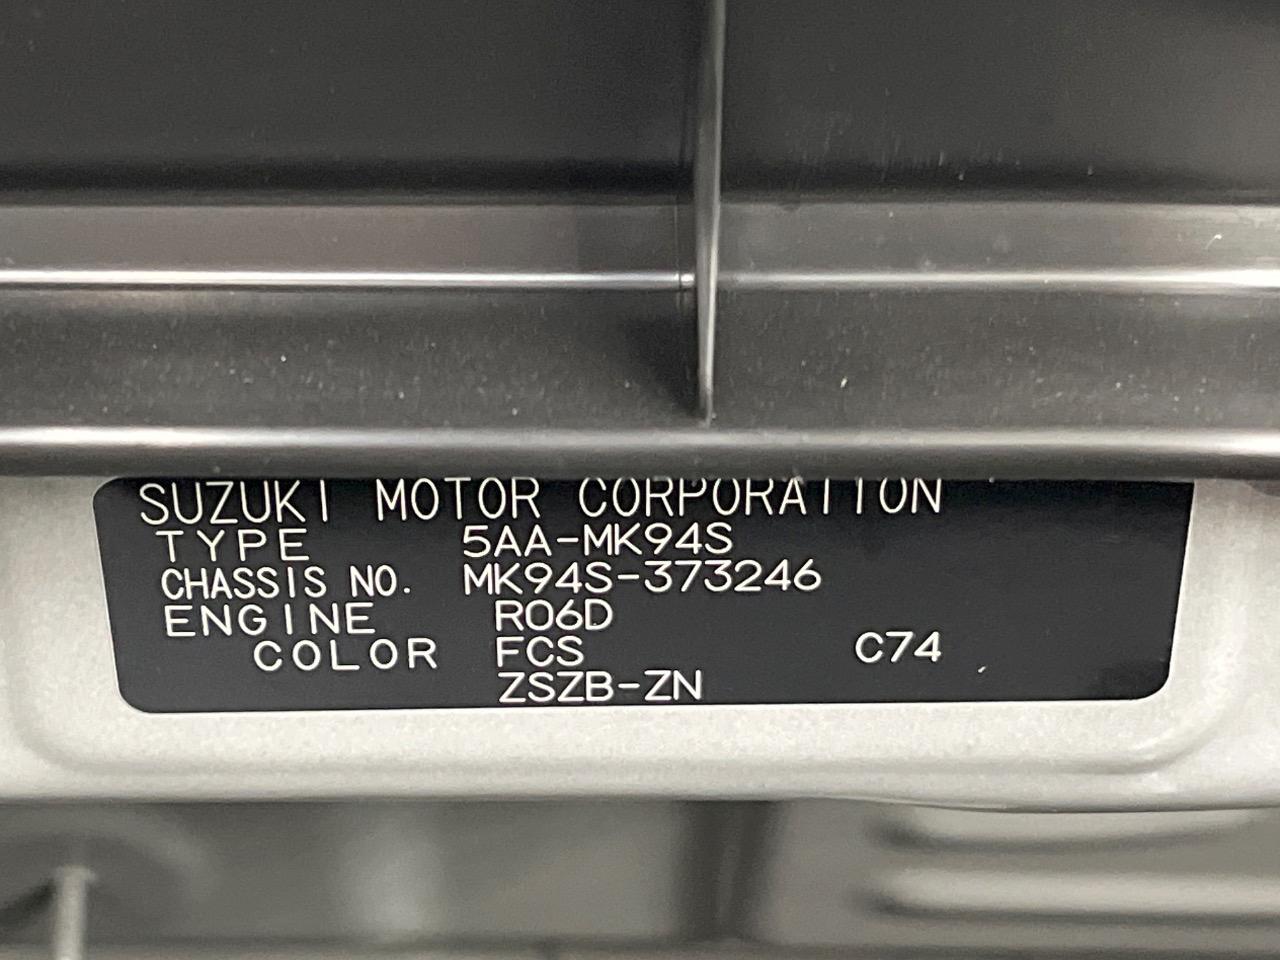 SUZUKI MOTOR CORPORATION
TYPE 5AA-MK94S
CHASSIS NO. MK94S-373246
ENGINE R06D
COLOR FCS C74
ZSZB-ZN